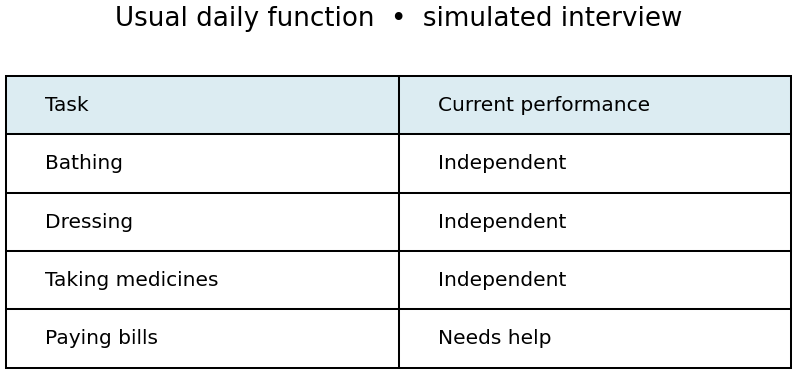 Usual daily function • simulated interview
Task Current performance
Bathing Independent
Dressing Independent
Taking medicines Independent
Paying bills Needs help